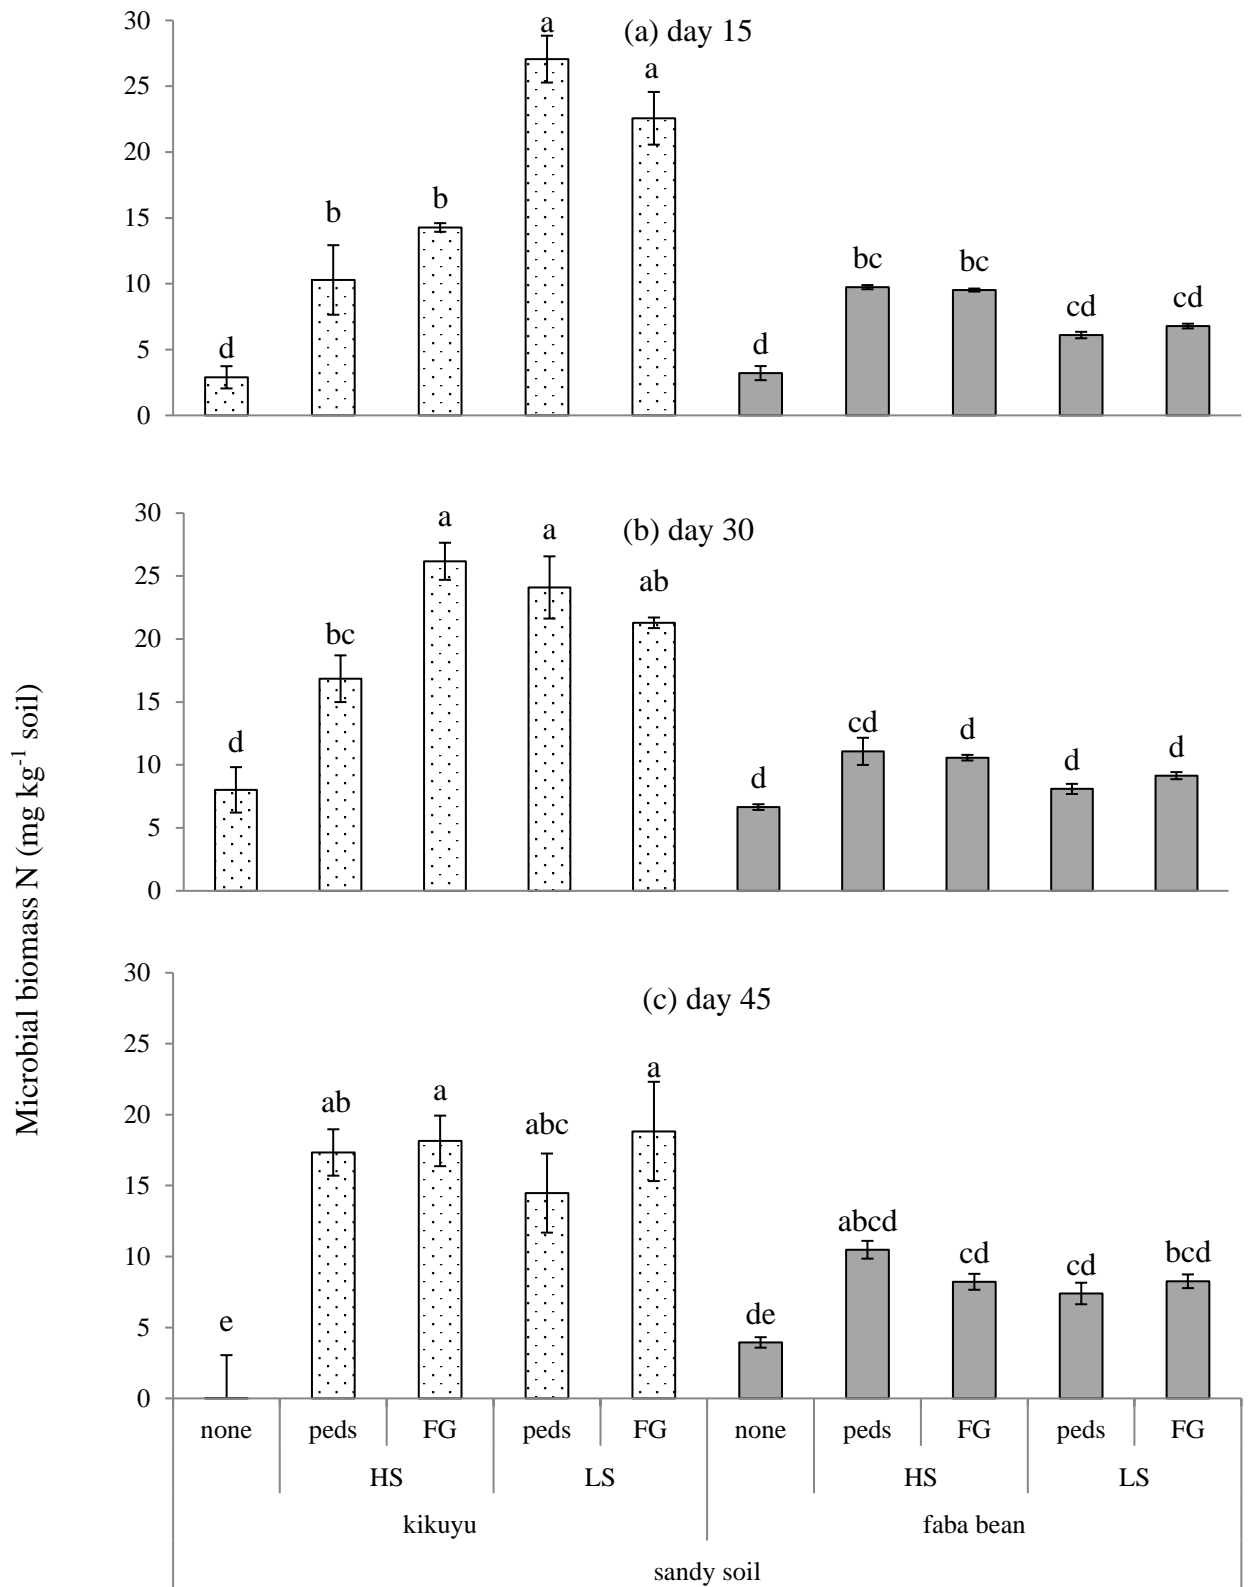 Microbial biomass N (mg kg⁻¹ soil)
(a) day 15
30
25
20
15
10
5
0
d
b
b
a
a
d
bc
bc
cd
cd
(b) day 30
30
25
20
15
10
5
0
d
bc
a
a
ab
d
cd
d
d
d
(c) day 45
30
25
20
15
10
5
0
e
ab
a
abc
a
de
abcd
cd
cd
bcd
none peds FG peds FG none peds FG peds FG
HS LS HS LS
kikuyu faba bean
sandy soil